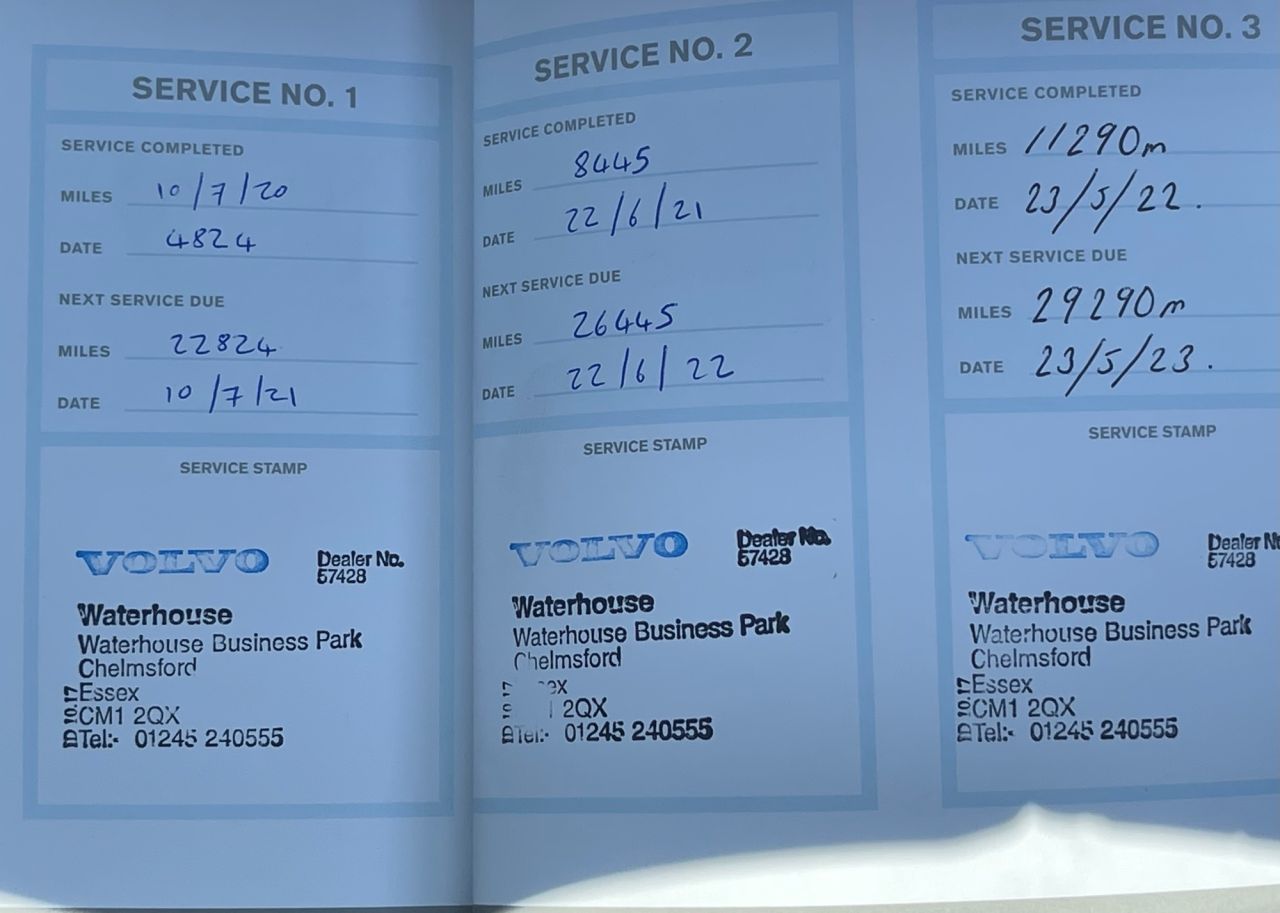 SERVICE NO. 1
SERVICE COMPLETED
MILES 10/7/20
DATE 4824
NEXT SERVICE DUE
MILES 22824
DATE 10/7/21
SERVICE STAMP
VOLVO Dealer No.
57428
Waterhouse
Waterhouse Business Park
Chelmsford
Essex
CM1 2QX
Tel:- 01245 240555
SERVICE NO. 2
SERVICE COMPLETED
MILES 8445
DATE 22/6/21
NEXT SERVICE DUE
MILES 26445
DATE 22/6/22
SERVICE STAMP
VOLVO Dealer No.
57428
Waterhouse
Waterhouse Business Park
Chelmsford
ex
2QX
Tel:- 01245 240555
SERVICE NO. 3
SERVICE COMPLETED
MILES 11290m
DATE 23/5/22.
NEXT SERVICE DUE
MILES 29290m
DATE 23/5/23.
SERVICE STAMP
VOLVO Dealer N
57428
Waterhouse
Waterhouse Business Park
Chelmsford
Essex
CM1 2QX
Tel:- 01245 240555